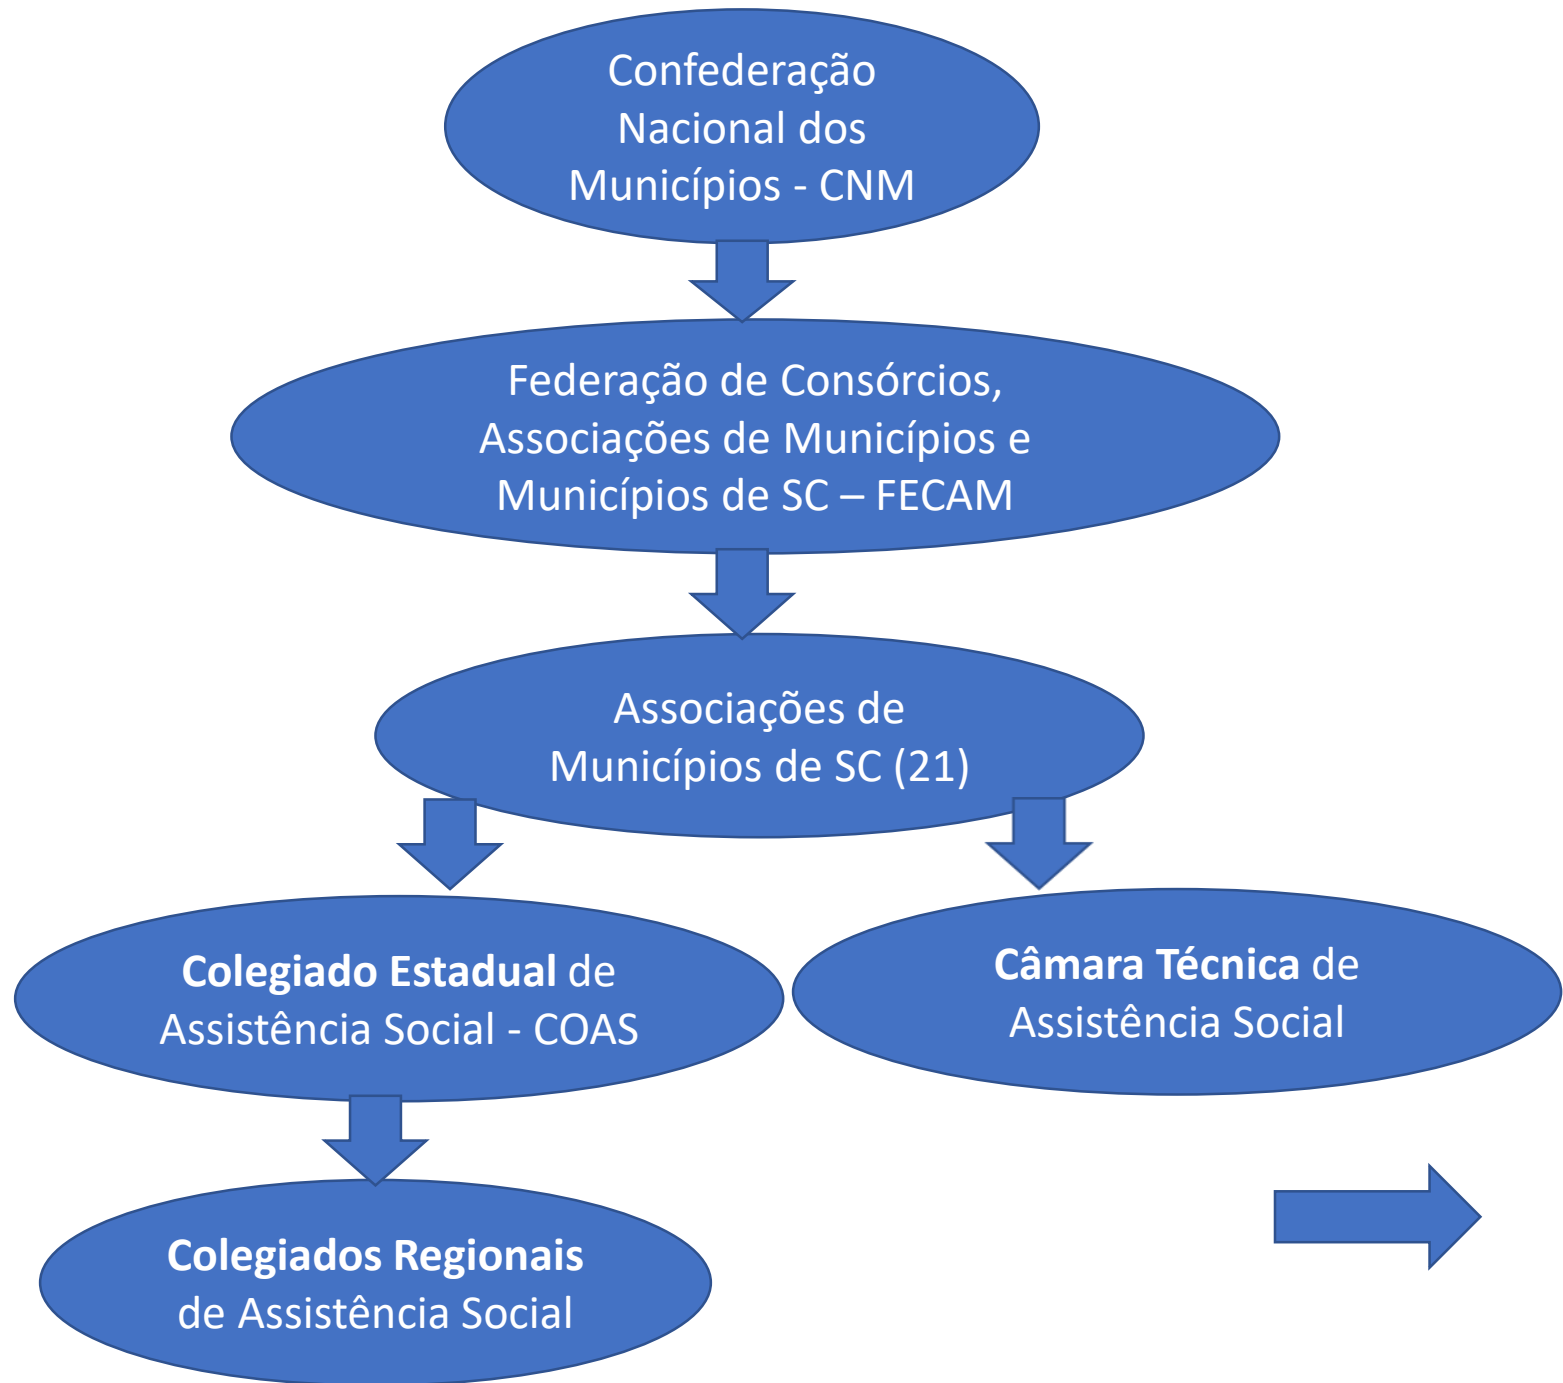 Confederação
Nacional dos
Municípios - CNM
Federação de Consórcios,
Associações de Municípios e
Municípios de SC – FECAM
Associações de
Municípios de SC (21)
Colegiado Estadual de
Assistência Social - COAS
Câmara Técnica de
Assistência Social
Colegiados Regionais
de Assistência Social